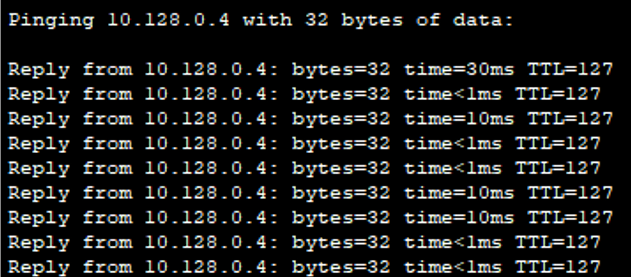 Pinging 10.128.0.4 with 32 bytes of data:
Reply from 10.128.0.4: bytes=32 time=30ms TTL=127
Reply from 10.128.0.4: bytes=32 time<1ms TTL=127
Reply from 10.128.0.4: bytes=32 time=10ms TTL=127
Reply from 10.128.0.4: bytes=32 time<1ms TTL=127
Reply from 10.128.0.4: bytes=32 time<1ms TTL=127
Reply from 10.128.0.4: bytes=32 time=10ms TTL=127
Reply from 10.128.0.4: bytes=32 time=10ms TTL=127
Reply from 10.128.0.4: bytes=32 time<1ms TTL=127
Reply from 10.128.0.4: bytes=32 time<1ms TTL=127